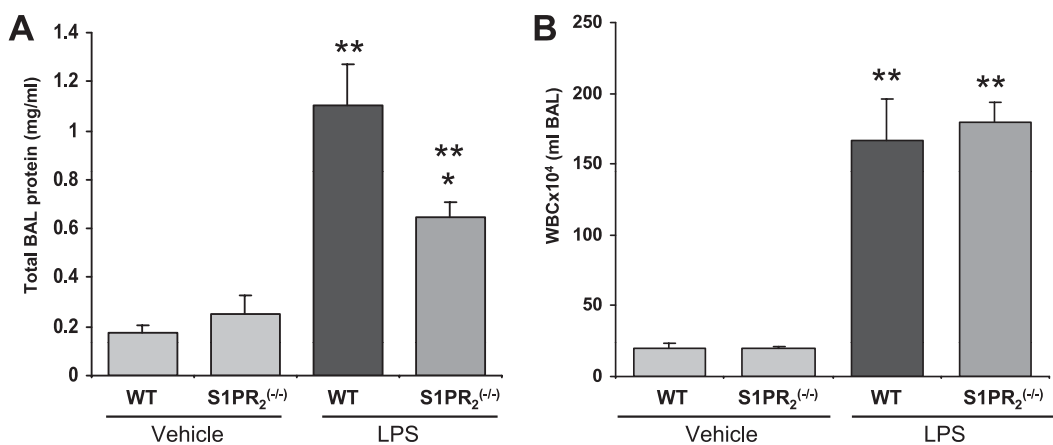 A
Total BAL protein (mg/ml)
1.4
1.2
1
0.8
0.6
0.4
0.2
0
**
**
*
WT
S1PR₂⁽⁻/⁻⁾
WT
S1PR₂⁽⁻/⁻⁾
Vehicle
LPS
B
WBCx10⁴ (ml BAL)
250
200
150
100
50
0
**
**
WT
S1PR₂⁽⁻/⁻⁾
WT
S1PR₂⁽⁻/⁻⁾
Vehicle
LPS